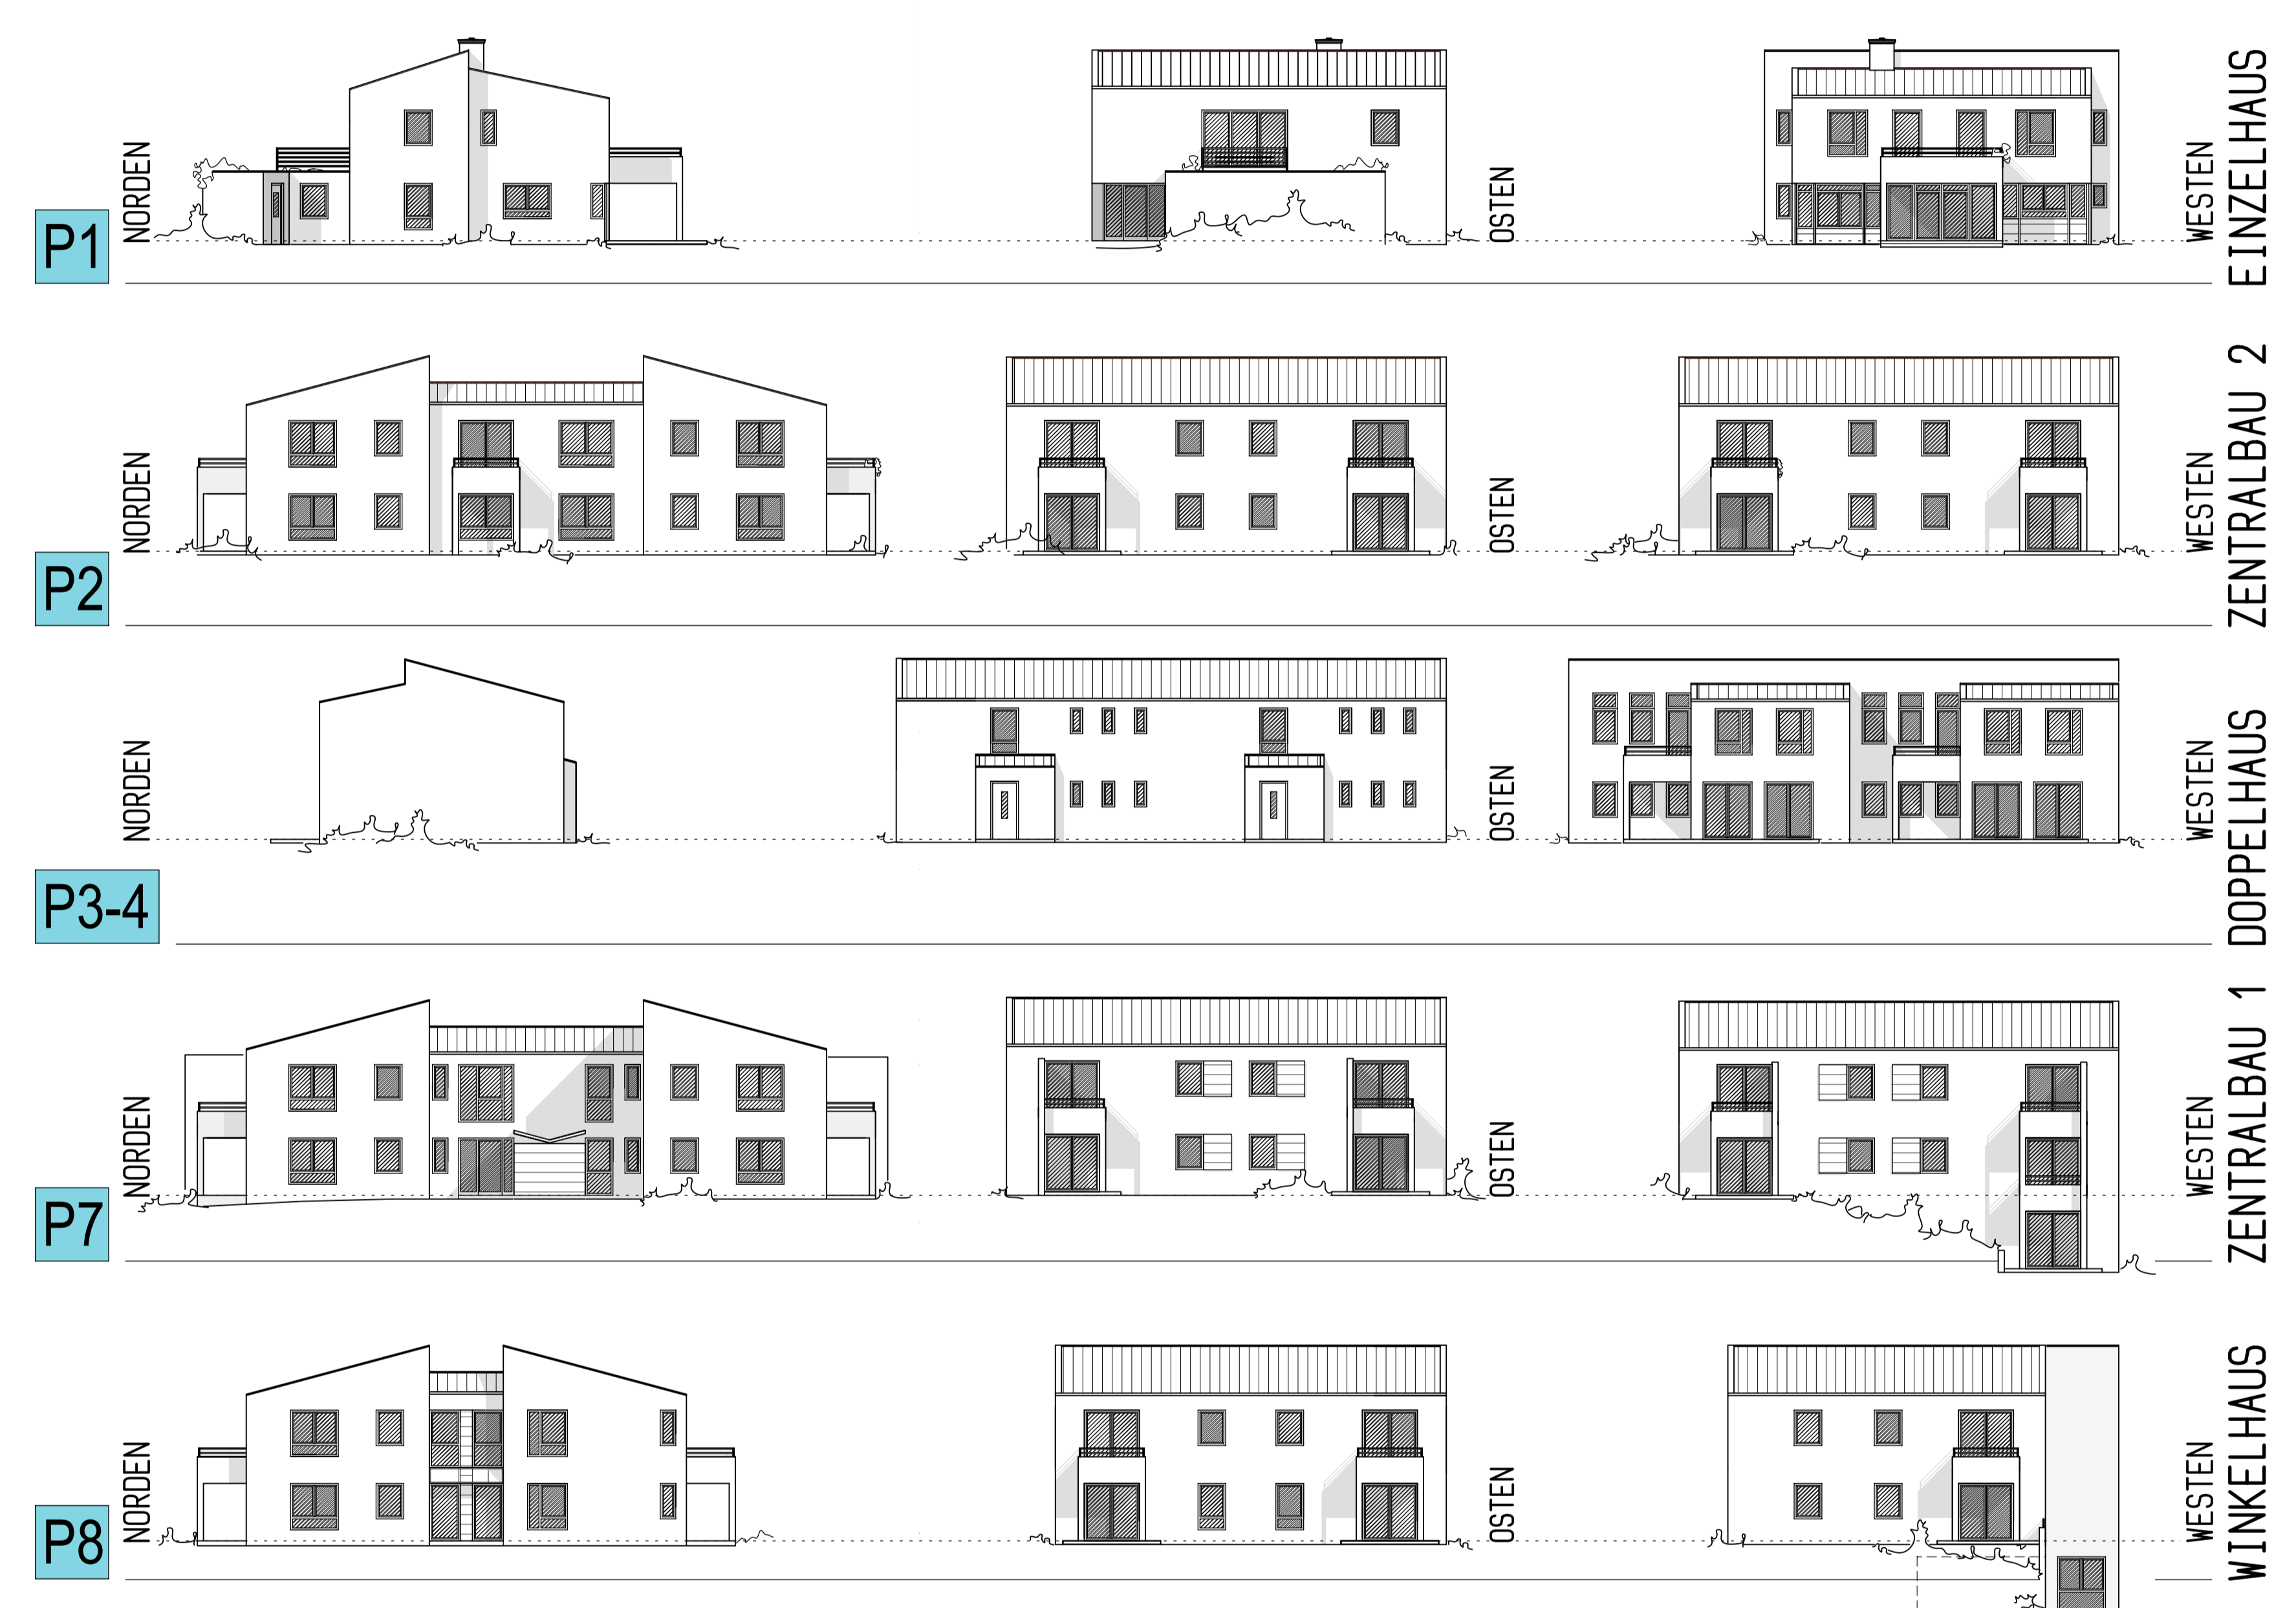 P1
NORDEN
OSTEN
WESTEN
EINZELHAUS
P2
NORDEN
OSTEN
WESTEN
ZENTRALBAU 2
P3-4
NORDEN
OSTEN
WESTEN
DOPPELHAUS
P7
NORDEN
OSTEN
WESTEN
ZENTRALBAU 1
P8
NORDEN
OSTEN
WESTEN
WINKELHAUS